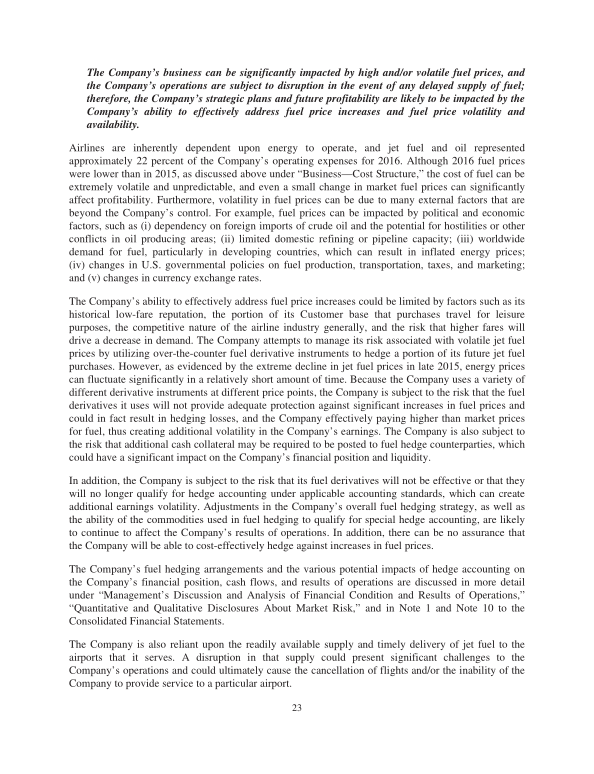 The Company's business can be significantly impacted by high and/or volatile fuel prices, and
the Company's operations are subject to disruption in the event of any delayed supply of fuel;
therefore, the Company's strategic plans and future profitability are likely to be impacted by the
Company's ability to effectively address fuel price increases and fuel price volatility and
availability.
Airlines are inherently dependent upon energy to operate, and jet fuel and oil represented
approximately 22 percent of the Company's operating expenses for 2016. Although 2016 fuel prices
were lower than in 2015, as discussed above under "Business—Cost Structure," the cost of fuel can be
extremely volatile and unpredictable, and even a small change in market fuel prices can significantly
affect profitability. Furthermore, volatility in fuel prices can be due to many external factors that are
beyond the Company's control. For example, fuel prices can be impacted by political and economic
factors, such as (i) dependency on foreign imports of crude oil and the potential for hostilities or other
conflicts in oil producing areas; (ii) limited domestic refining or pipeline capacity; (iii) worldwide
demand for fuel, particularly in developing countries, which can result in inflated energy prices;
(iv) changes in U.S. governmental policies on fuel production, transportation, taxes, and marketing;
and (v) changes in currency exchange rates.
The Company's ability to effectively address fuel price increases could be limited by factors such as its
historical low-fare reputation, the portion of its Customer base that purchases travel for leisure
purposes, the competitive nature of the airline industry generally, and the risk that higher fares will
drive a decrease in demand. The Company attempts to manage its risk associated with volatile jet fuel
prices by utilizing over-the-counter fuel derivative instruments to hedge a portion of its future jet fuel
purchases. However, as evidenced by the extreme decline in jet fuel prices in late 2015, energy prices
can fluctuate significantly in a relatively short amount of time. Because the Company uses a variety of
different derivative instruments at different price points, the Company is subject to the risk that the fuel
derivatives it uses will not provide adequate protection against significant increases in fuel prices and
could in fact result in hedging losses, and the Company effectively paying higher than market prices
for fuel, thus creating additional volatility in the Company's earnings. The Company is also subject to
the risk that additional cash collateral may be required to be posted to fuel hedge counterparties, which
could have a significant impact on the Company's financial position and liquidity.
In addition, the Company is subject to the risk that its fuel derivatives will not be effective or that they
will no longer qualify for hedge accounting under applicable accounting standards, which can create
additional earnings volatility. Adjustments in the Company's overall fuel hedging strategy, as well as
the ability of the commodities used in fuel hedging to qualify for special hedge accounting, are likely
to continue to affect the Company's results of operations. In addition, there can be no assurance that
the Company will be able to cost-effectively hedge against increases in fuel prices.
The Company's fuel hedging arrangements and the various potential impacts of hedge accounting on
the Company's financial position, cash flows, and results of operations are discussed in more detail
under "Management's Discussion and Analysis of Financial Condition and Results of Operations,"
"Quantitative and Qualitative Disclosures About Market Risk," and in Note 1 and Note 10 to the
Consolidated Financial Statements.
The Company is also reliant upon the readily available supply and timely delivery of jet fuel to the
airports that it serves. A disruption in that supply could present significant challenges to the
Company's operations and could ultimately cause the cancellation of flights and/or the inability of the
Company to provide service to a particular airport.
23